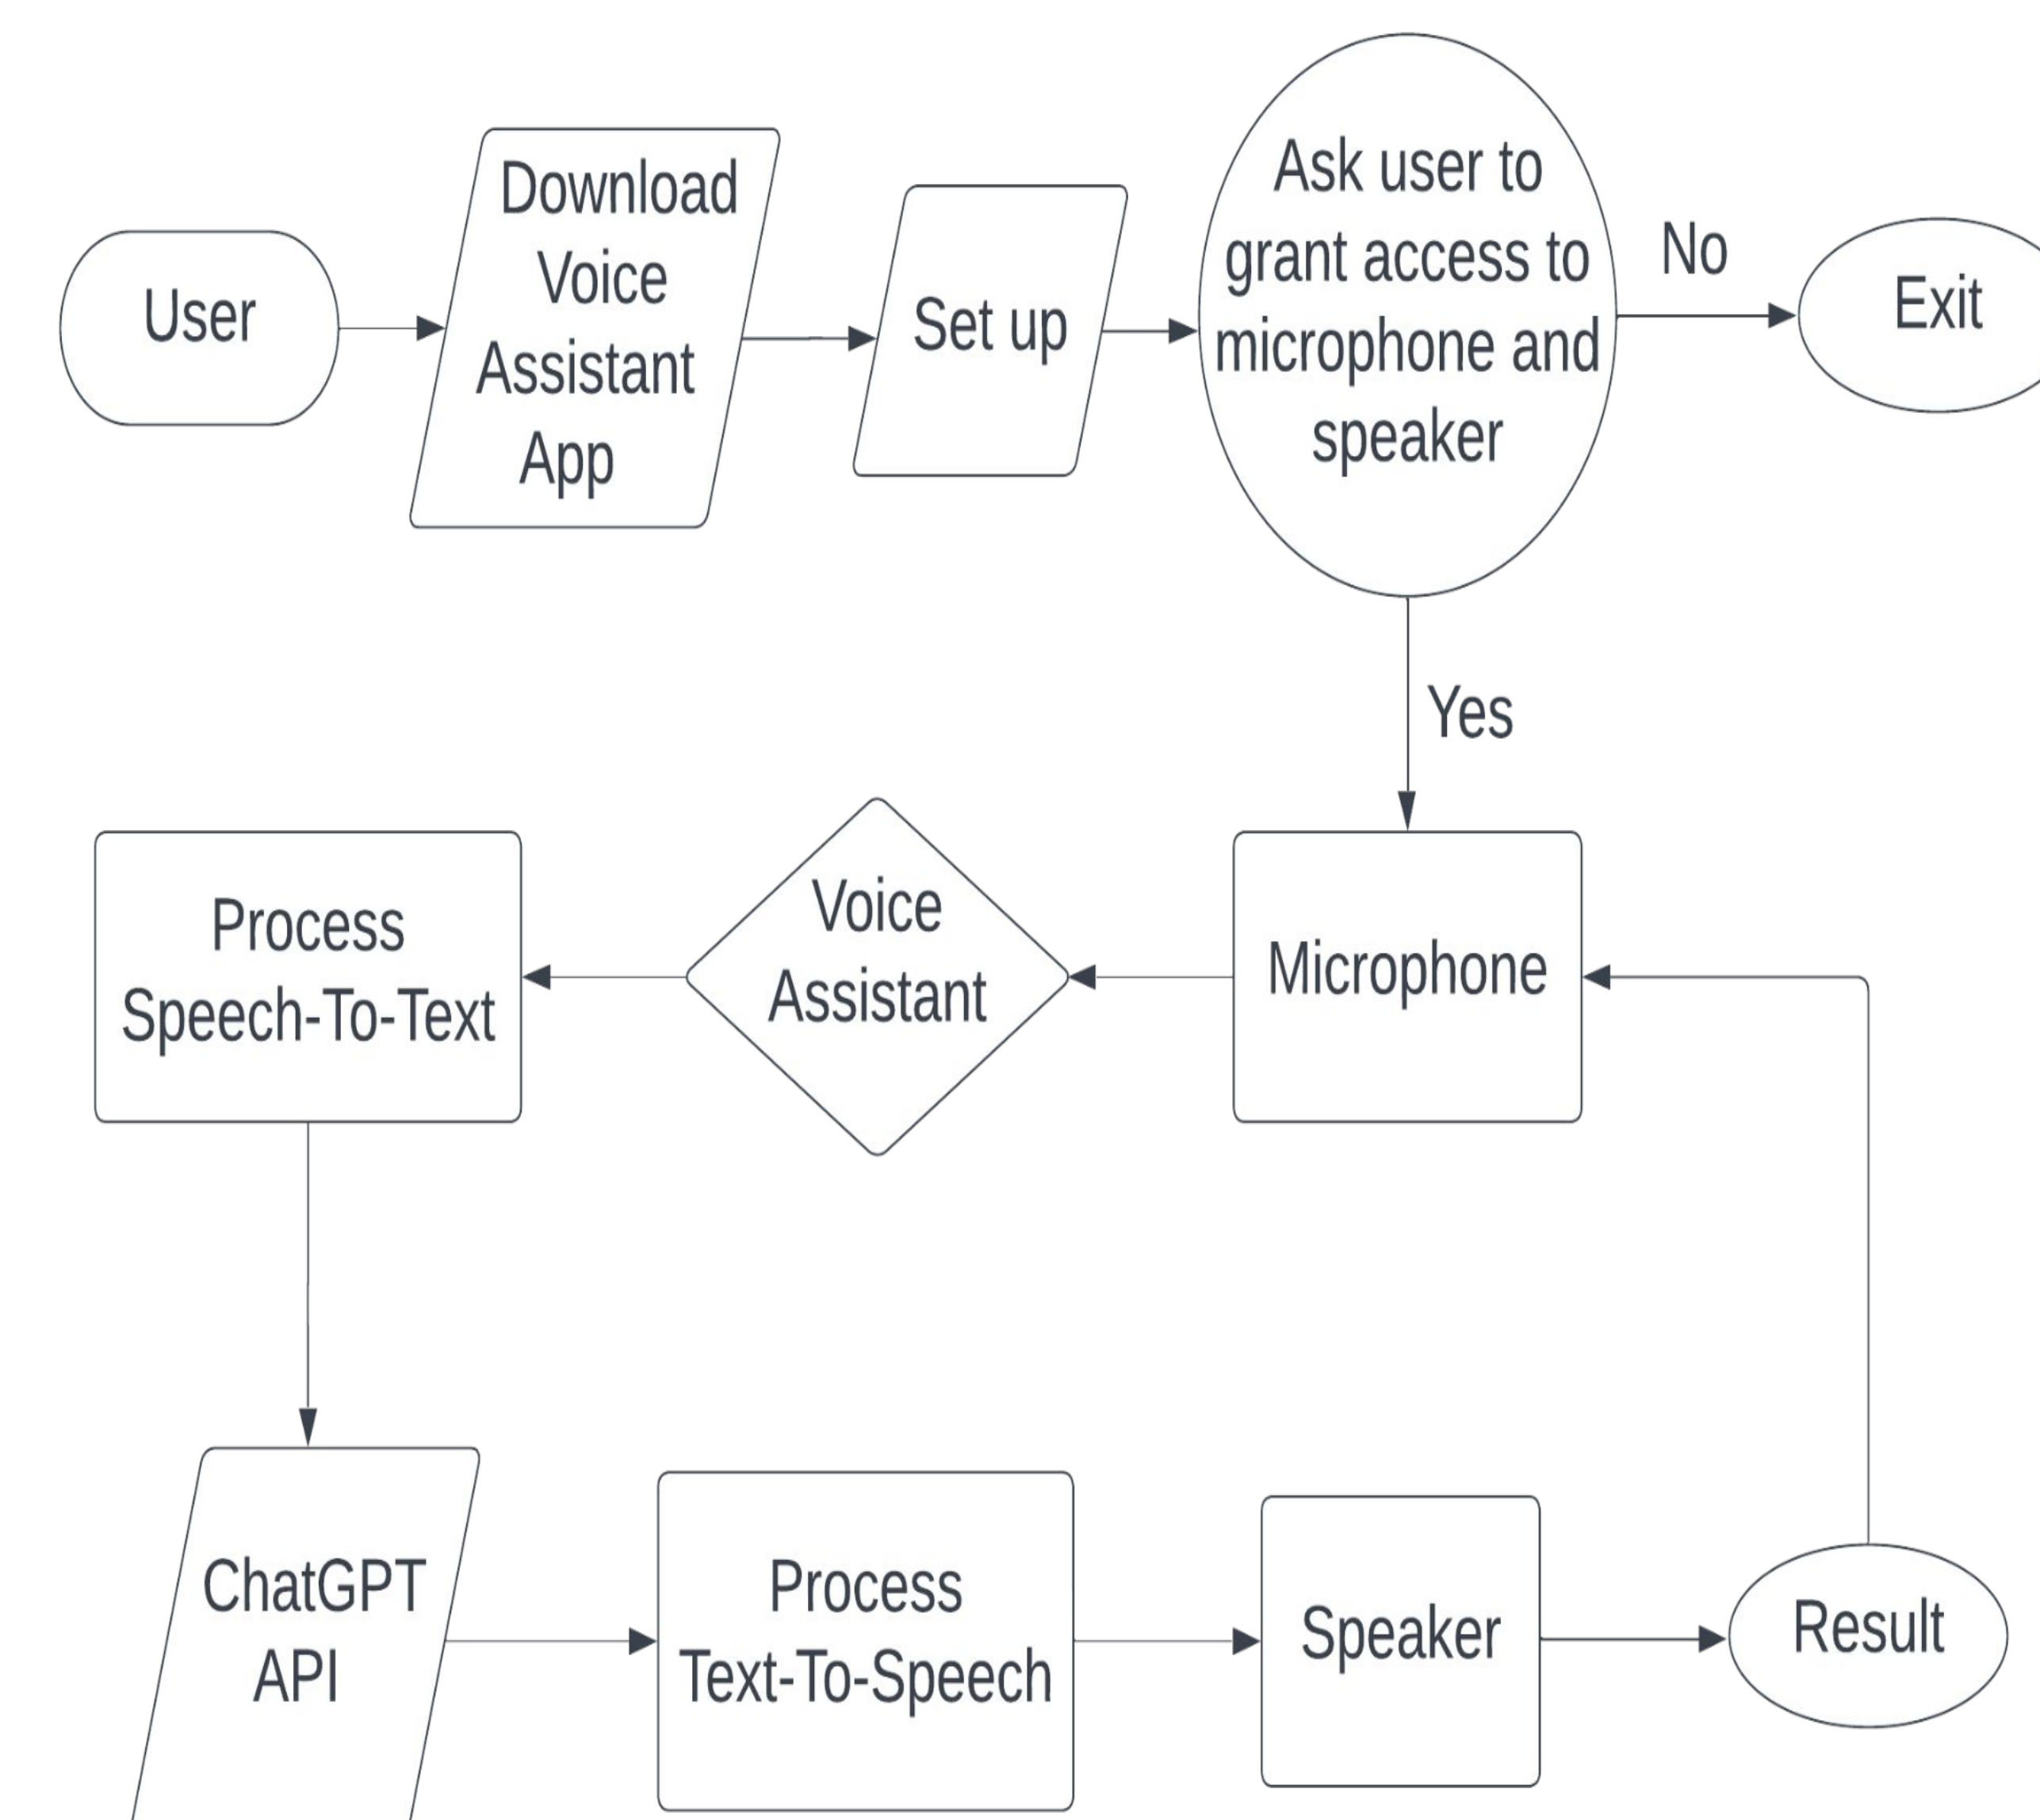 User
Download
Voice
Assistant
App
Set up
Ask user to
grant access to
microphone and
speaker
No
Exit
Yes
Process
Speech-To-Text
Voice
Assistant
Microphone
ChatGPT
API
Process
Text-To-Speech
Speaker
Result